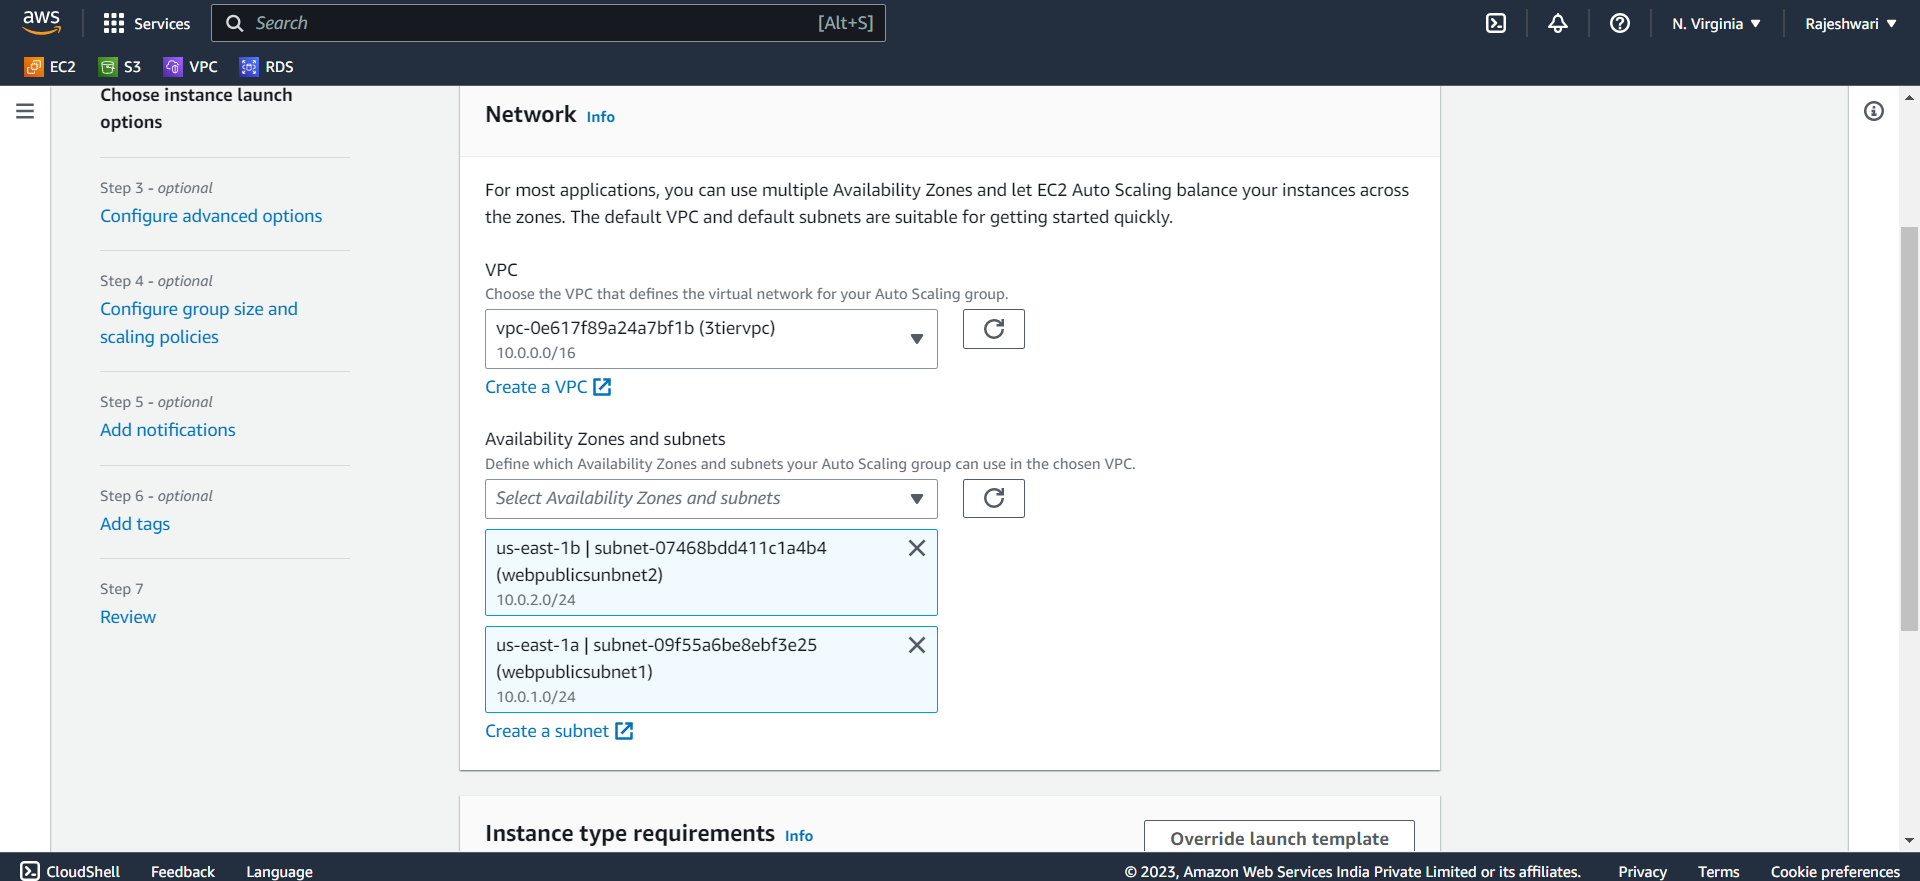 aws
Services
Search
[Alt+S]
N. Virginia
Rajeshwari
EC2
S3
VPC
RDS
Choose instance launch
options
Step 3 - optional
Configure advanced options
Step 4 - optional
Configure group size and
scaling policies
Step 5 - optional
Add notifications
Step 6 - optional
Add tags
Step 7
Review
Network Info
For most applications, you can use multiple Availability Zones and let EC2 Auto Scaling balance your instances across
the zones. The default VPC and default subnets are suitable for getting started quickly.
VPC
Choose the VPC that defines the virtual network for your Auto Scaling group.
vpc-0e617f89a24a7bf1b (3tiervpc)
10.0.0.0/16
Create a VPC
Availability Zones and subnets
Define which Availability Zones and subnets your Auto Scaling group can use in the chosen VPC.
Select Availability Zones and subnets
us-east-1b | subnet-07468bdd411c1a4b4
(webpublicsunbnet2)
10.0.2.0/24
us-east-1a | subnet-09f55a6be8ebf3e25
(webpublicsubnet1)
10.0.1.0/24
Create a subnet
Instance type requirements Info
Override launch template
CloudShell
Feedback
Language
© 2023, Amazon Web Services India Private Limited or its affiliates.
Privacy
Terms
Cookie preferences